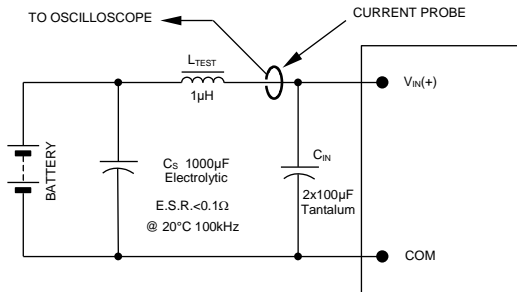 TO OSCILLOSCOPE
CURRENT PROBE
LTEST
1μH
VIN(+)
BATTERY
CS 1000μF
Electrolytic
E.S.R.<0.1Ω
@ 20°C 100kHz
CIN
2x100μF
Tantalum
COM